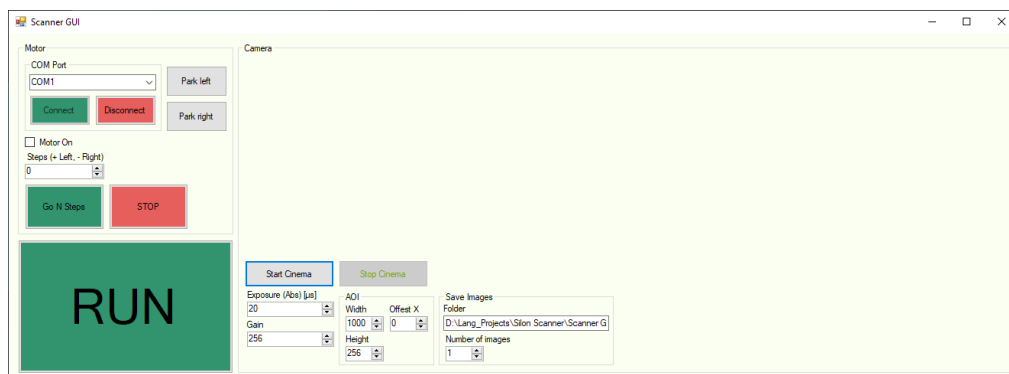 Scanner GUI
Motor
COM Port
COM1
Connect
Disconnect
Park left
Park right
Motor On
Steps (+ Left, - Right)
0
Go N Steps
STOP
RUN
Camera
Start Cinema
Stop Cinema
Exposure (Abs) [µs]
20
Gain
256
AOI
Width
Offest X
1000
0
Height
256
Save Images
Folder
D:\Lang_Projects\Silon Scanner\Scanner G
Number of images
1